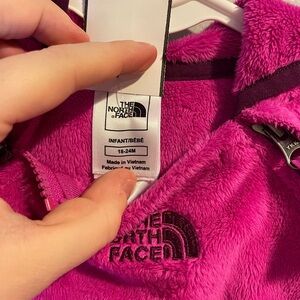 THE
NORTH
FACE
INFANT/BÉBÉ
18-24M
Made in Vietnam
Fabriqué au Vietnam
THE
NORTH
FACE